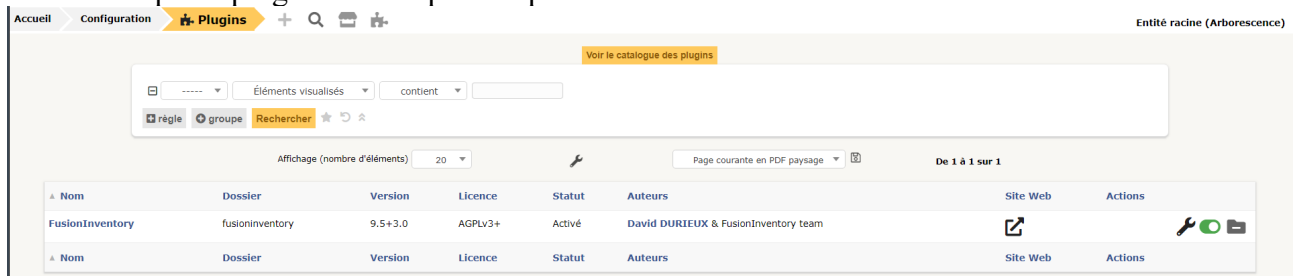 Accueil Configuration Plugins
Entité racine (Arborescence)
Voir le catalogue des plugins
----- Éléments visualisés contient
règle groupe Rechercher
Affichage (nombre d'éléments) 20 Page courante en PDF paysage De 1 à 1 sur 1
Nom Dossier Version Licence Statut Auteurs Site Web Actions
FusionInventory fusioninventory 9.5+3.0 AGPLv3+ Activé David DURIEUX & FusionInventory team
Nom Dossier Version Licence Statut Auteurs Site Web Actions